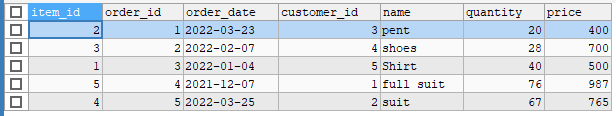 item_id order_id order_date customer_id name quantity price
2 1 2022-03-23 3 pent 20 400
3 2 2022-02-07 4 shoes 28 700
1 3 2022-01-04 5 Shirt 40 500
5 4 2021-12-07 1 full suit 76 987
4 5 2022-03-25 2 suit 67 765